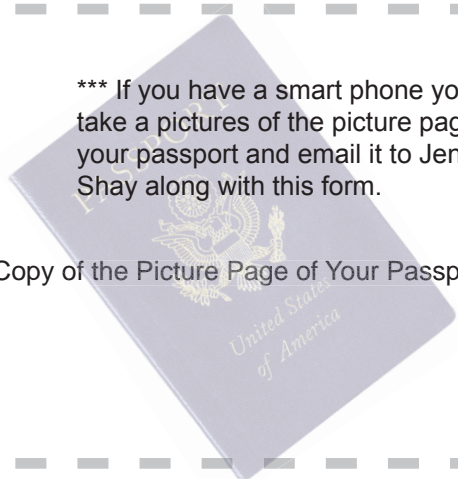 *** If you have a smart phone yo
take a pictures of the picture pag
your passport and email it to Jen
Shay along with this form.
PASSPORT
Copy of the Picture Page of Your Passp
United States
of America